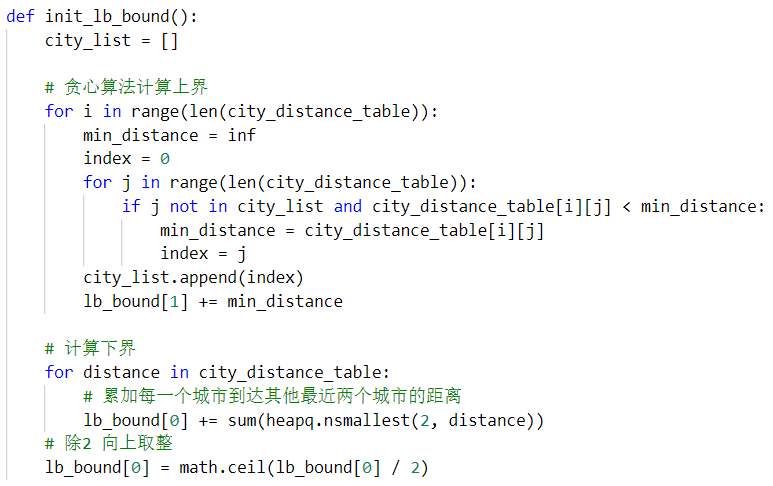 def init_lb_bound():
    city_list = []
    # 贪心算法计算上界
    for i in range(len(city_distance_table)):
        min_distance = inf
        index = 0
        for j in range(len(city_distance_table)):
            if j not in city_list and city_distance_table[i][j] < min_distance:
                min_distance = city_distance_table[i][j]
                index = j
        city_list.append(index)
        lb_bound[1] += min_distance
    # 计算下界
    for distance in city_distance_table:
        # 累加每一个城市到达其他最近两个城市的距离
        lb_bound[0] += sum(heapq.nsmallest(2, distance))
    # 除2 向上取整
    lb_bound[0] = math.ceil(lb_bound[0] / 2)